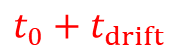 t₀ + t_drift